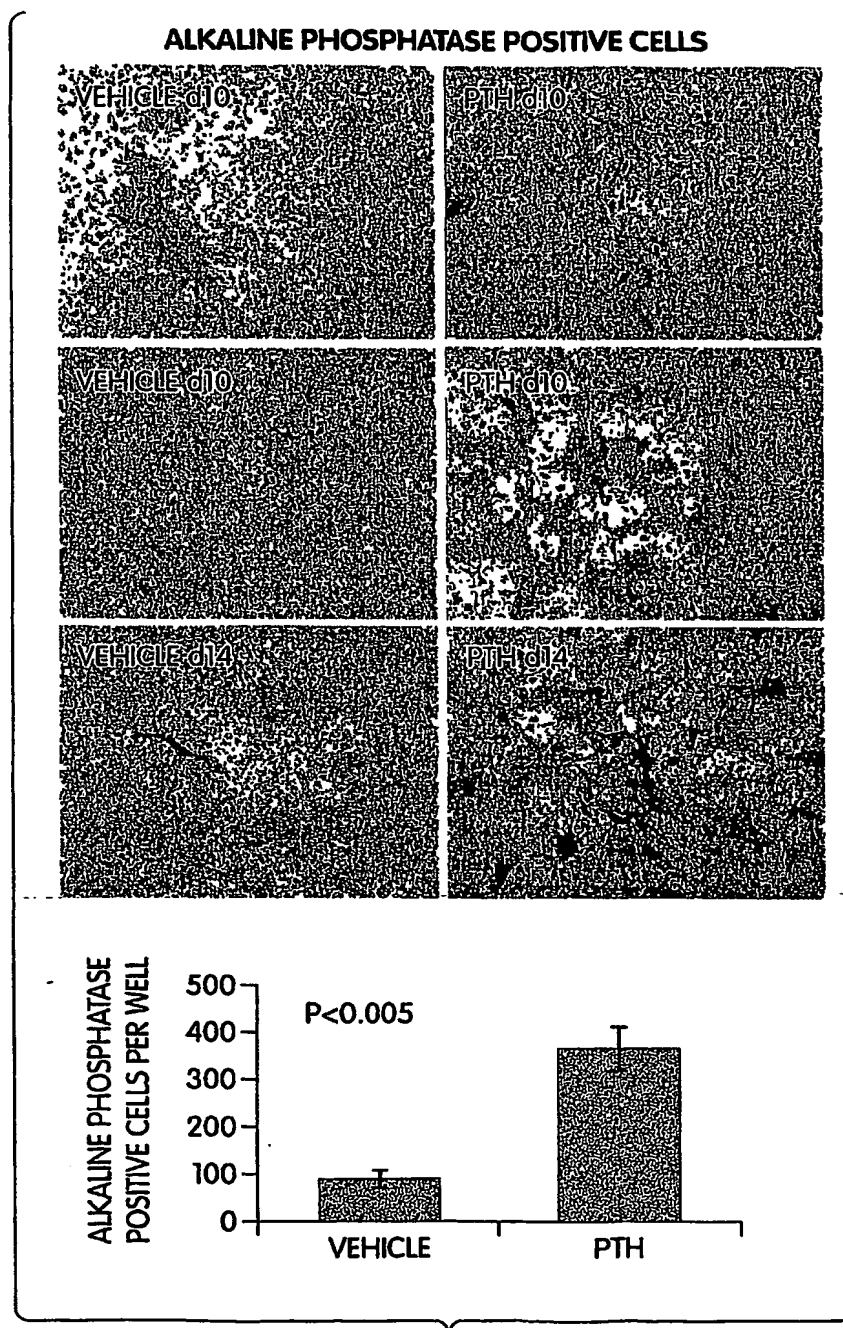 ALKALINE PHOSPHATASE POSITIVE CELLS
VEHICLE d10
PTH d10
VEHICLE d10
PTH d10
VEHICLE d14
PTH d14
ALKALINE PHOSPHATASE
POSITIVE CELLS PER WELL
500
400
300
200
100
0
P<0.005
VEHICLE
PTH